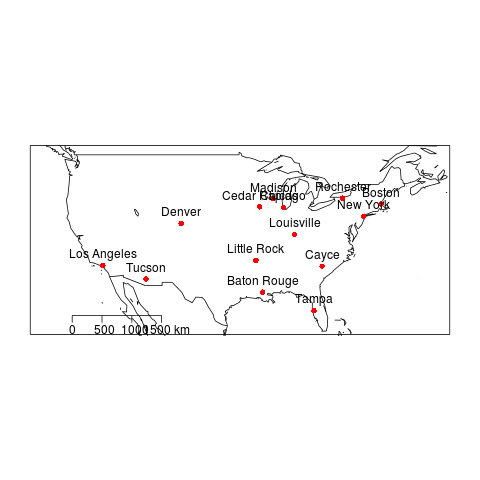 Madison
Rochester
Cedar Rapids
Chicago
Boston
New York
Denver
Louisville
Little Rock
Cayce
Los Angeles
Tucson
Baton Rouge
Tampa
0 500 1000 1500 km